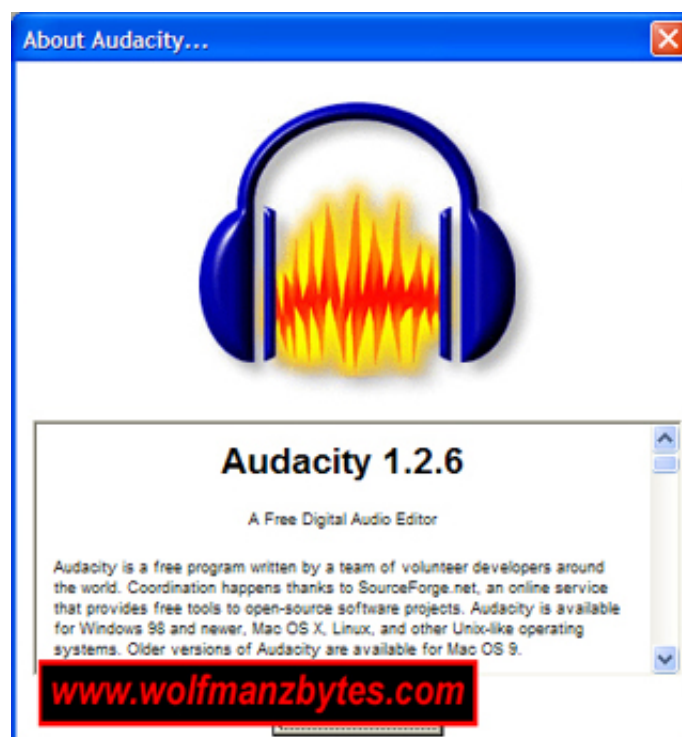 About Audacity...
Audacity 1.2.6
A Free Digital Audio Editor
Audacity is a free program written by a team of volunteer developers around
the world. Coordination happens thanks to SourceForge.net, an online service
that provides free tools to open-source software projects. Audacity is available
for Windows 98 and newer, Mac OS X, Linux, and other Unix-like operating
systems. Older versions of Audacity are available for Mac OS 9.
www.wolfmanzbytes.com